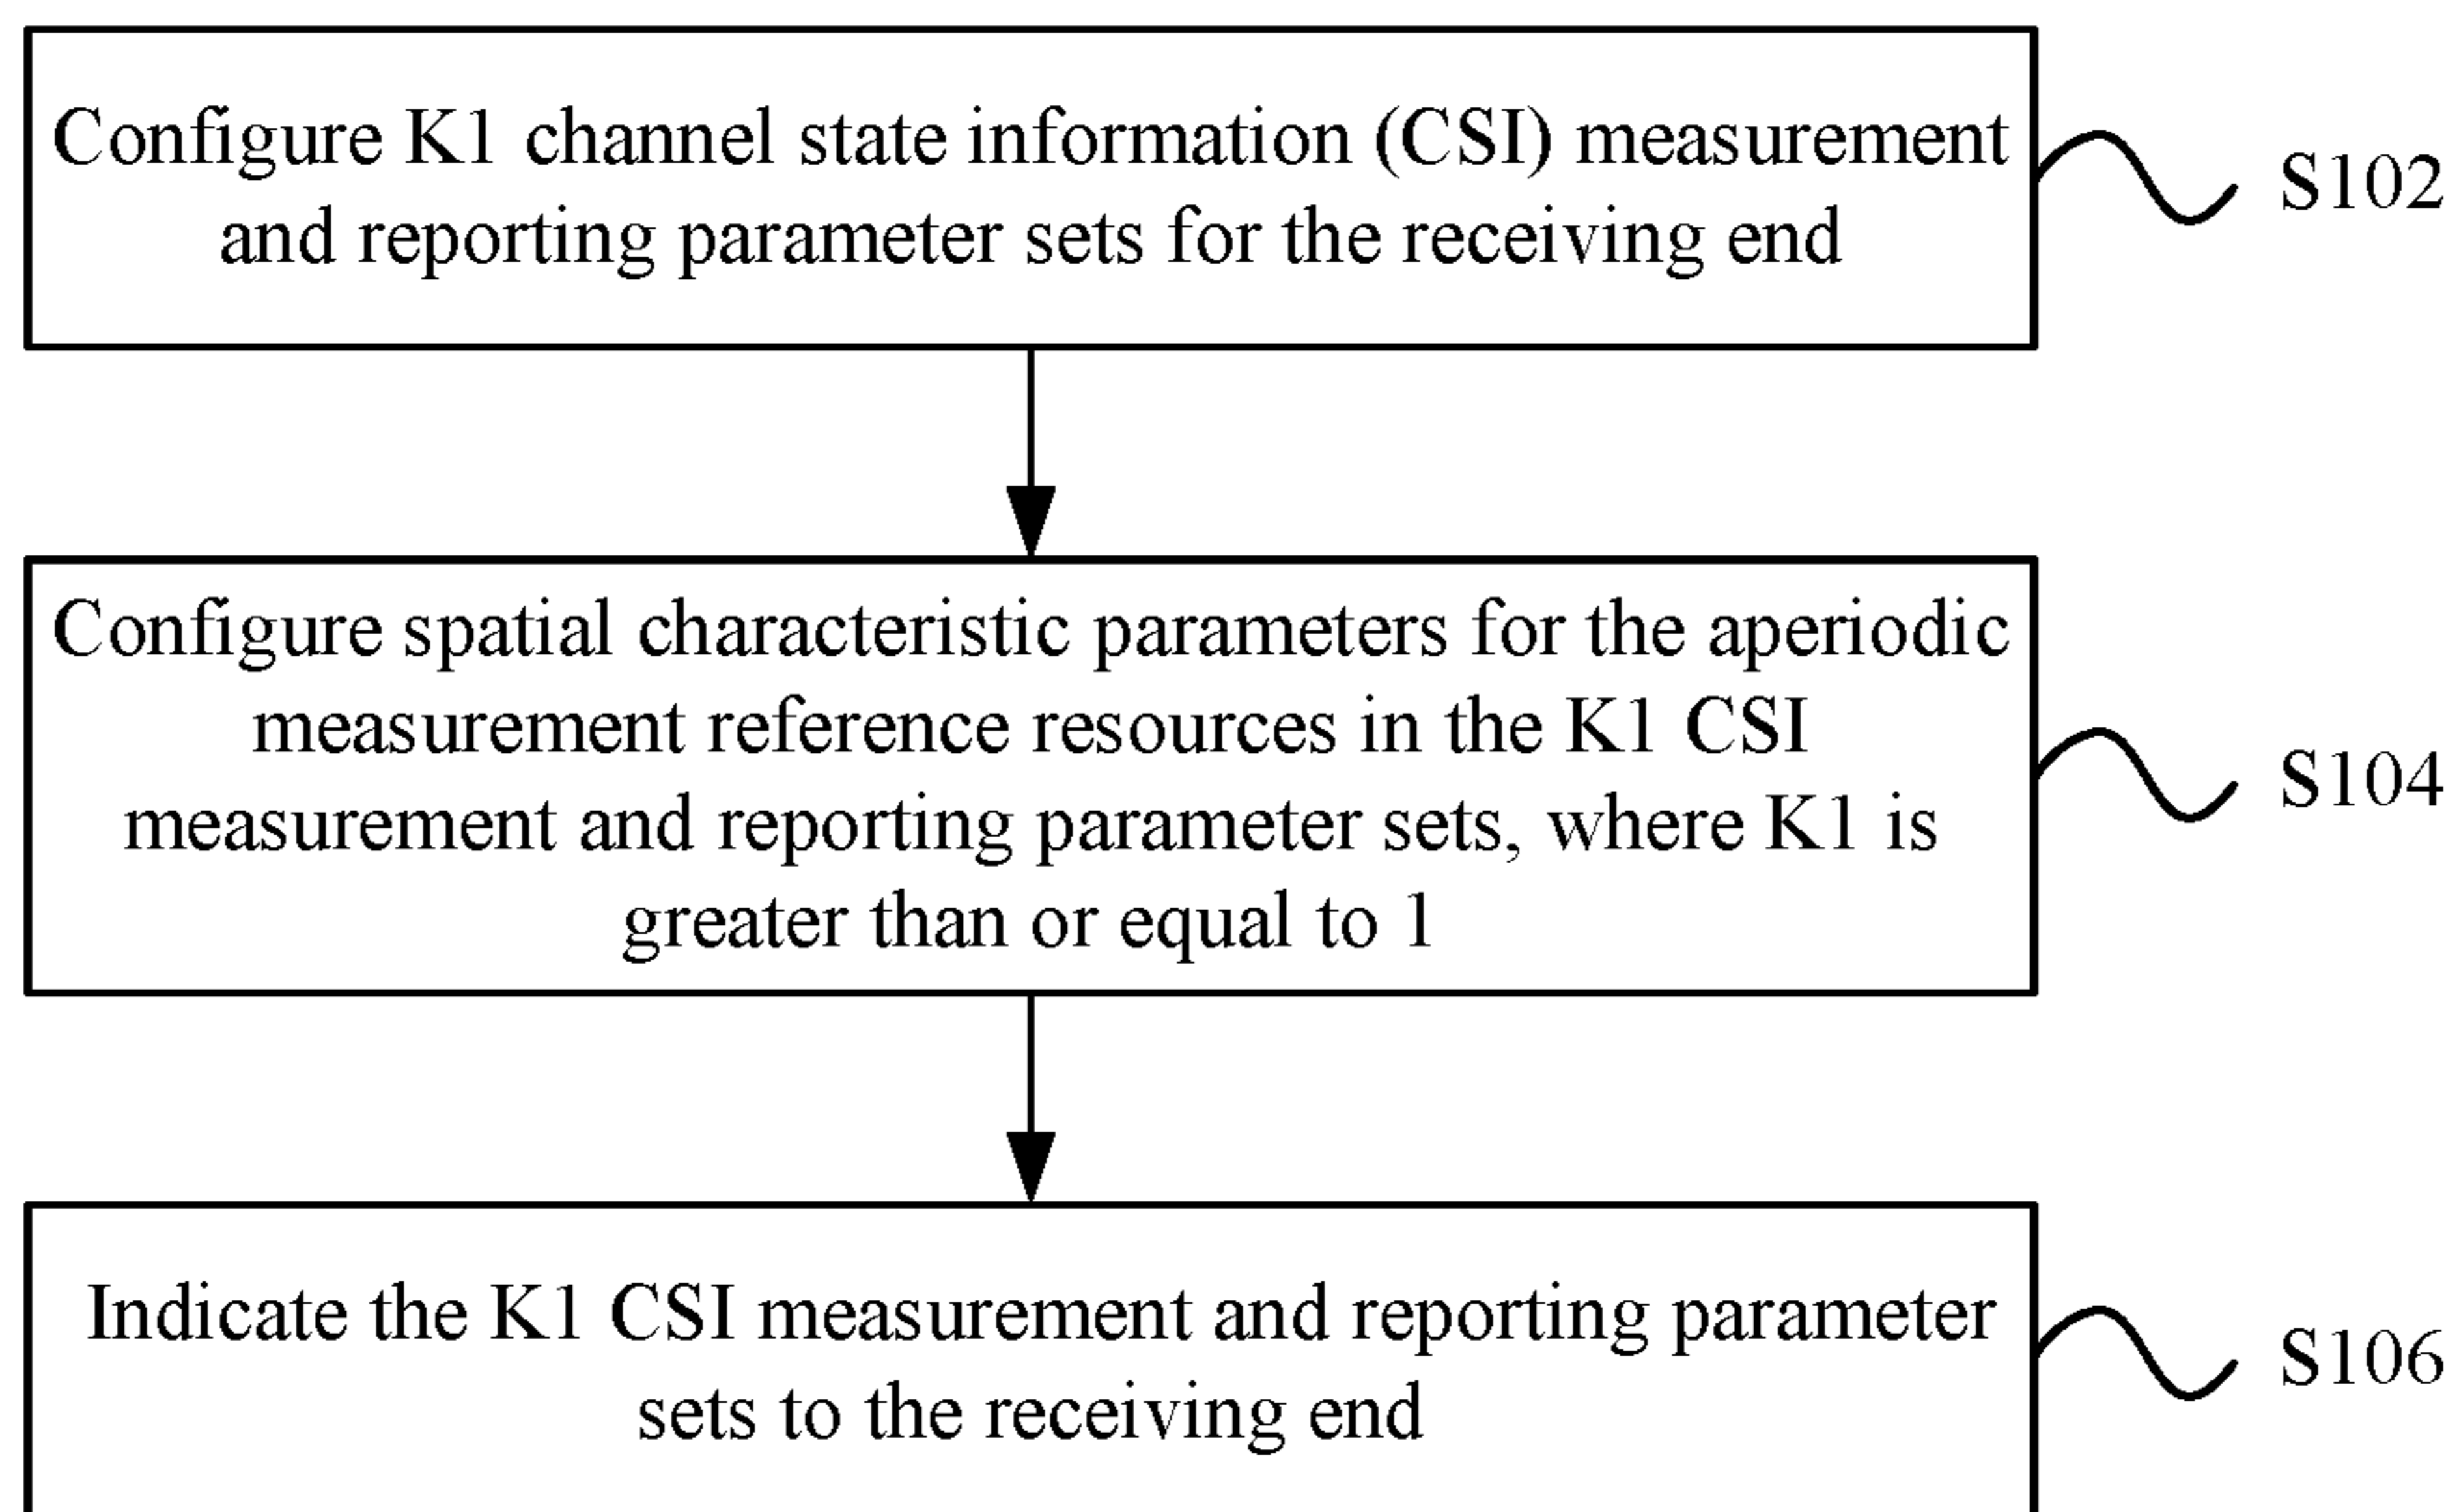 Configure K1 channel state information (CSI) measurement
and reporting parameter sets for the receiving end
S102
Configure spatial characteristic parameters for the aperiodic
measurement reference resources in the K1 CSI
measurement and reporting parameter sets, where K1 is
greater than or equal to 1
S104
Indicate the K1 CSI measurement and reporting parameter
sets to the receiving end
S106